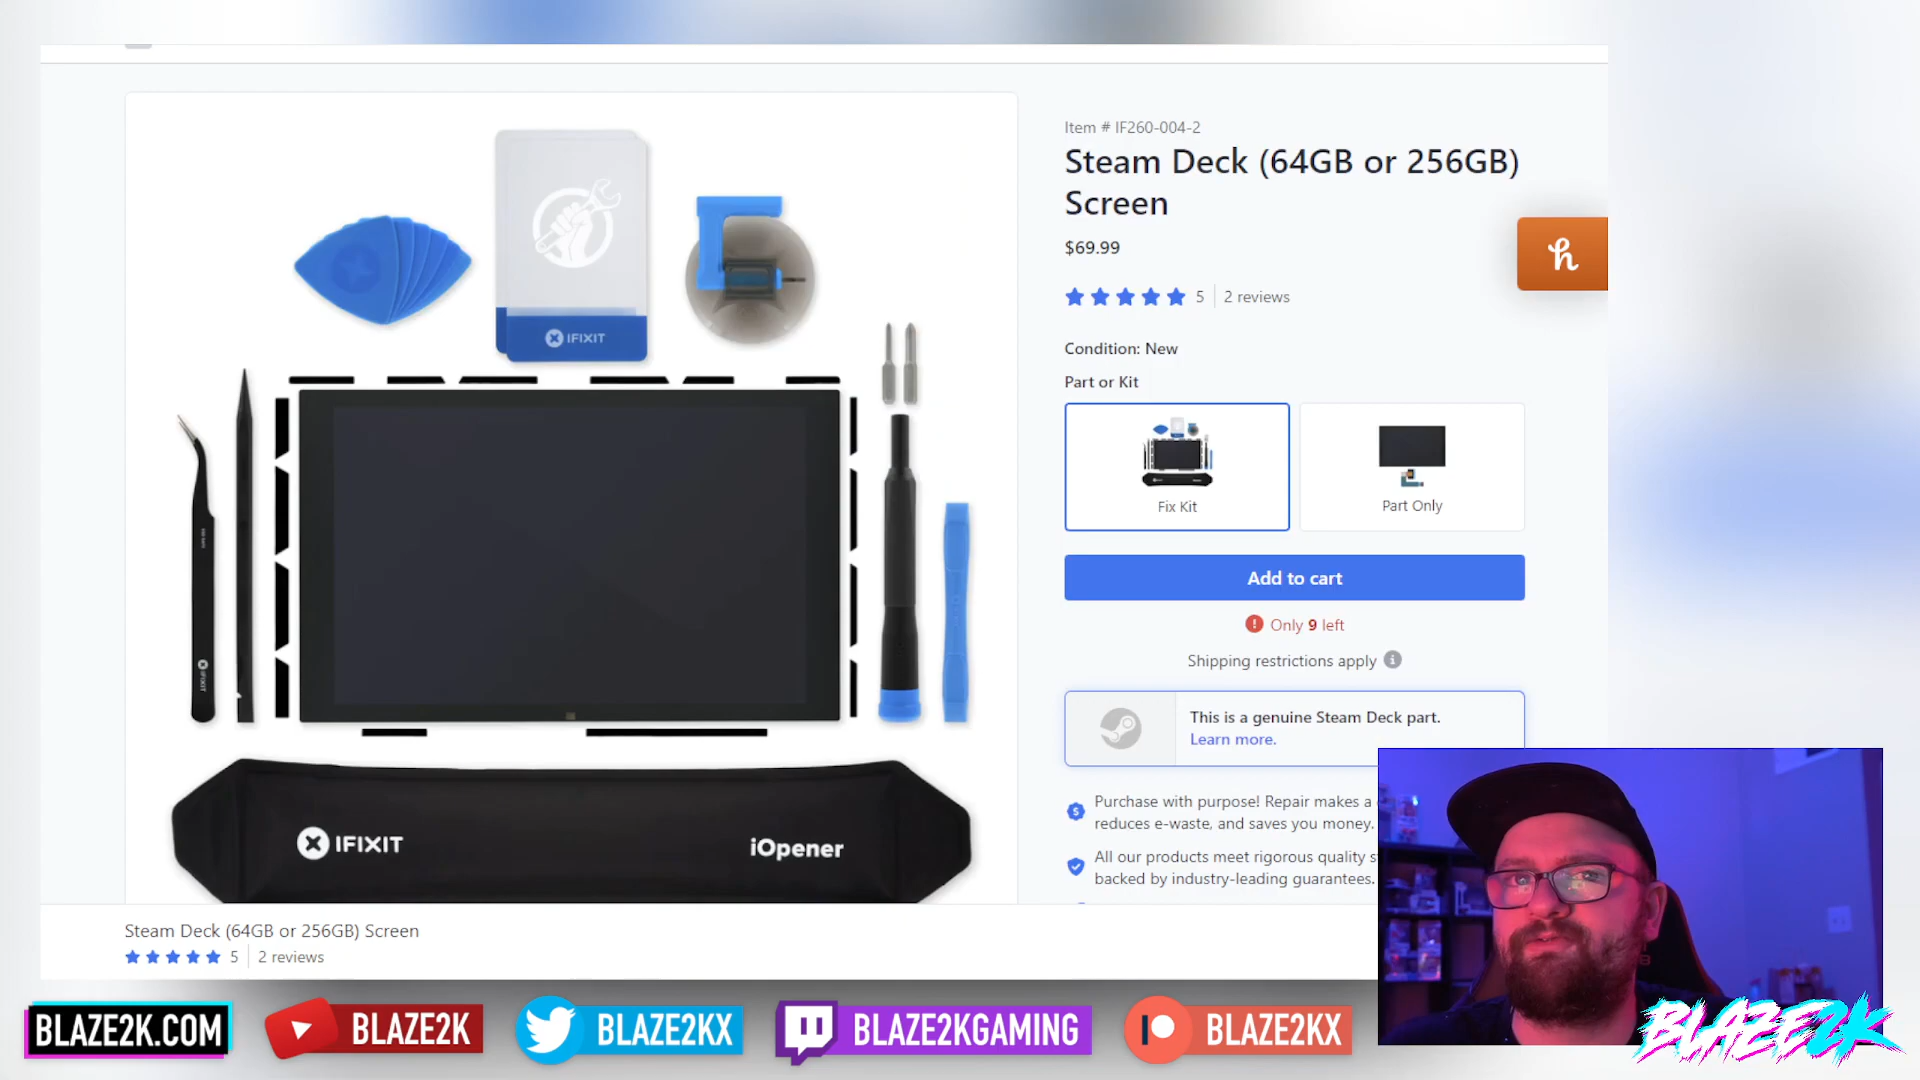 Item # IF260-004-2
Steam Deck (64GB or 256GB)
Screen
$69.99
5
2 reviews
Condition: New
Part or Kit
Fix Kit
Part Only
Add to cart
Only 9 left
Shipping restrictions apply
This is a genuine Steam Deck part.
Learn more.
Purchase with purpose! Repair makes a
reduces e-waste, and saves you money.
All our products meet rigorous quality
backed by industry-leading guarantees.
h
IFIXIT
IFIXIT
IFIXIT
iOpener
Steam Deck (64GB or 256GB) Screen
5
2 reviews
BLAZE2K.COM
BLAZE2K
BLAZE2KX
BLAZE2KGAMING
BLAZE2KX
BLAZE2K